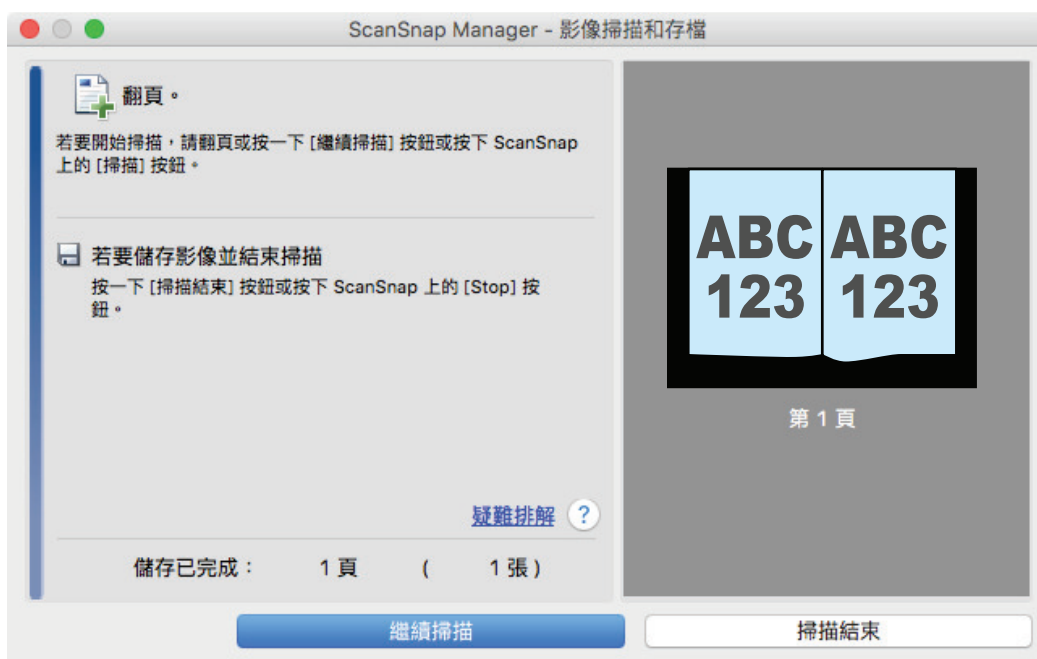 ScanSnap Manager - 影像掃描和存檔
翻頁。
若要開始掃描，請翻頁或按一下 [繼續掃描] 按鈕或按下 ScanSnap
上的 [掃描] 按鈕。
若要儲存影像並結束掃描
按一下 [掃描結束] 按鈕或按下 ScanSnap 上的 [Stop] 按
鈕。
疑難排解 ?
儲存已完成： 1 頁 ( 1 張 )
ABC ABC
123 123
第 1 頁
繼續掃描 掃描結束